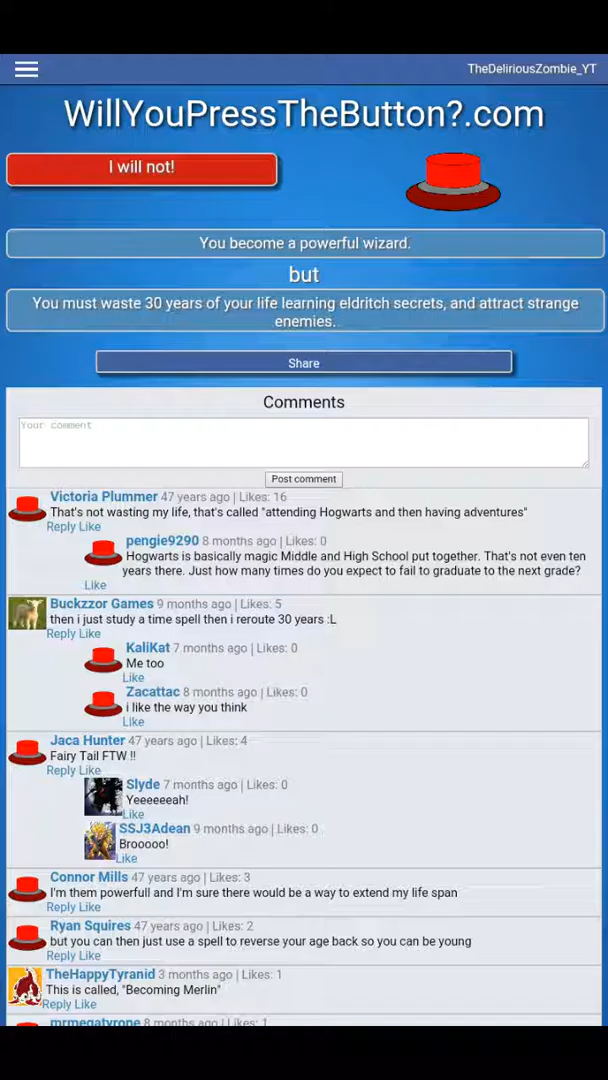 TheDeliriousZombie_YT
WillYouPressTheButton?.com
I will not!
You become a powerful wizard.
but
You must waste 30 years of your life learning eldritch secrets, and attract strange
enemies.
Share
Comments
Your comment
Post comment
Victoria Plummer 47 years ago | Likes: 16
That's not wasting my life, that's called "attending Hogwarts and then having adventures"
Reply Like
pengie9290 8 months ago | Likes: 0
Hogwarts is basically magic Middle and High School put together. That's not even ten
years there. Just how many times do you expect to fail to graduate to the next grade?
Like
Buckzzor Games 9 months ago | Likes: 5
then i just study a time spell then i reroute 30 years :L
Reply Like
KaliKat 7 months ago | Likes: 0
Me too
Like
Zacattac 8 months ago | Likes: 0
i like the way you think
Like
Jaca Hunter 47 years ago | Likes: 4
Fairy Tail FTW !!
Reply Like
Slyde 7 months ago | Likes: 0
Yeeeeeeah!
Like
SSJ3Adean 9 months ago | Likes: 0
Brooooo!
Like
Connor Mills 47 years ago | Likes: 3
I'm them powerfull and I'm sure there would be a way to extend my life span
Reply Like
Ryan Squires 47 years ago | Likes: 2
but you can then just use a spell to reverse your age back so you can be young
Reply Like
TheHappyTyranid 3 months ago | Likes: 1
This is called, "Becoming Merlin"
Reply Like
mrmegatyrone 8 months ago | Likes: 1